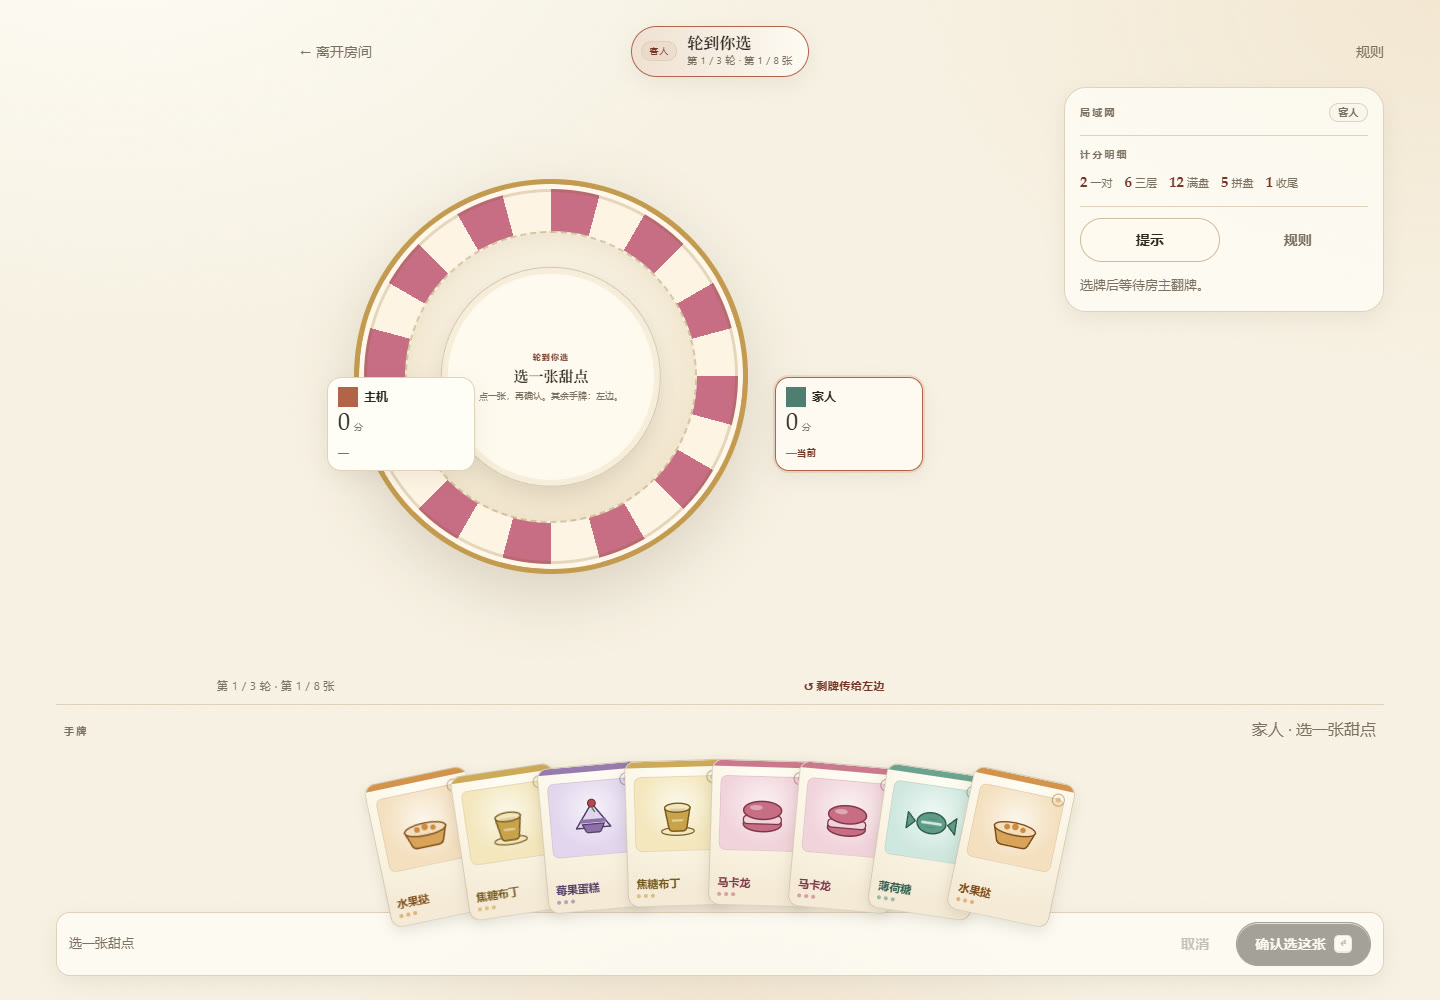 ← 离开房间
客人
轮到你选
第 1 / 3 轮 · 第 1 / 8 张
规则
局域网
客人
计分明细
2 一对 6 三层 12 满盘 5 拼盘 1 收尾
提示
规则
选牌后等待房主翻牌。
轮到你选
选一张甜点
点一张，再确认。其余手牌：左边。
主机
0 分
—
家人
0 分
—当前
第 1 / 3 轮 · 第 1 / 8 张
↺ 剩牌传给左边
手牌
家人 · 选一张甜点
水果挞
焦糖布丁
莓果蛋糕
焦糖布丁
马卡龙
马卡龙
薄荷糖
水果挞
选一张甜点
取消
确认选这张